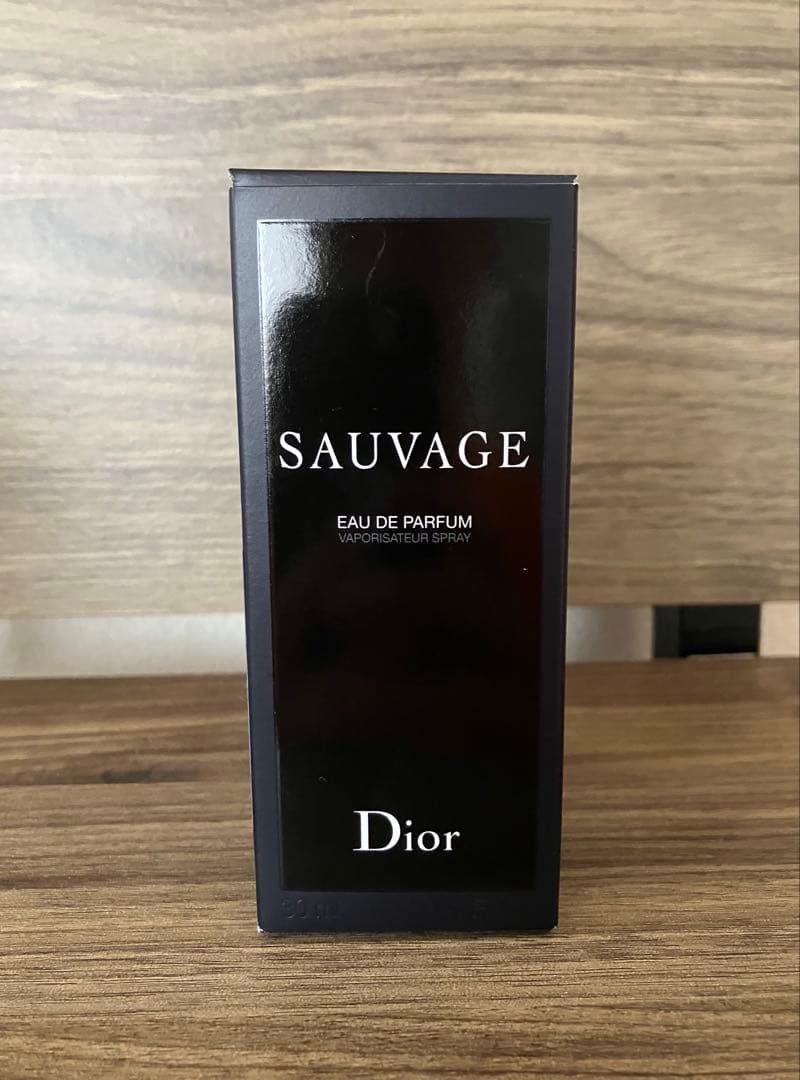 SAUVAGE
EAU DE PARFUM
VAPORISATEUR SPRAY
Dior